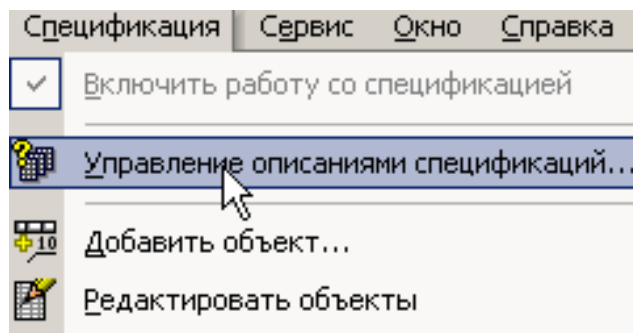 Спецификация Сервис Окно Справка
Включить работу со спецификацией
Управление описаниями спецификаций...
Добавить объект...
Редактировать объекты